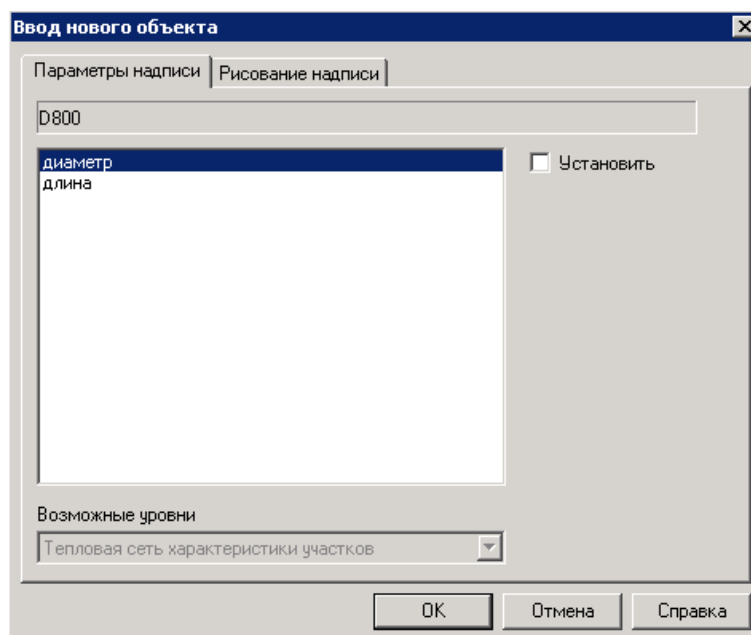 Ввод нового объекта
Параметры надписи Рисование надписи
D800
диаметр
Установить
длина
Возможные уровни
Тепловая сеть характеристики участков
OK Отмена Справка